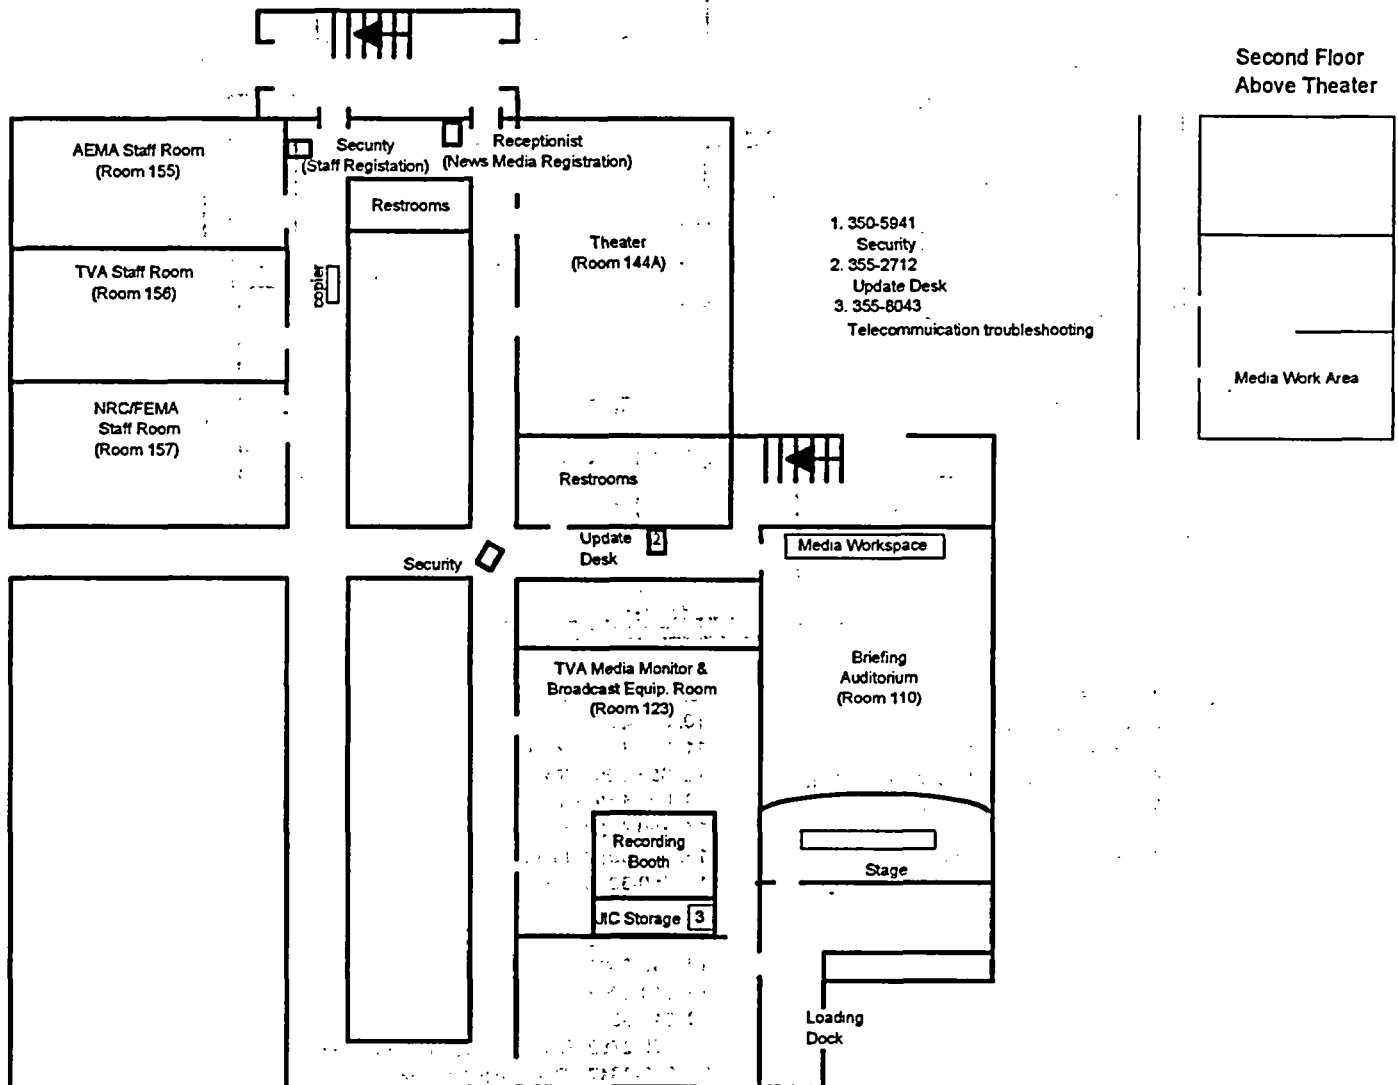 Second Floor
Above Theater
AEMA Staff Room
(Room 155)
1
Security
(Staff Registation)
Receptionist
(News Media Registration)
Restrooms
TVA Staff Room
(Room 156)
copier
Theater
(Room 144A)
1. 350-5941
Security
2. 355-2712
Update Desk
3. 355-8043
Telecommuication troubleshooting
Media Work Area
NRC/FEMA
Staff Room
(Room 157)
Restrooms
Security
Update
Desk
2
Media Workspace
TVA Media Monitor &
Broadcast Equip. Room
(Room 123)
Briefing
Auditorium
(Room 110)
Recording
Booth
JIC Storage
3
Stage
Loading
Dock